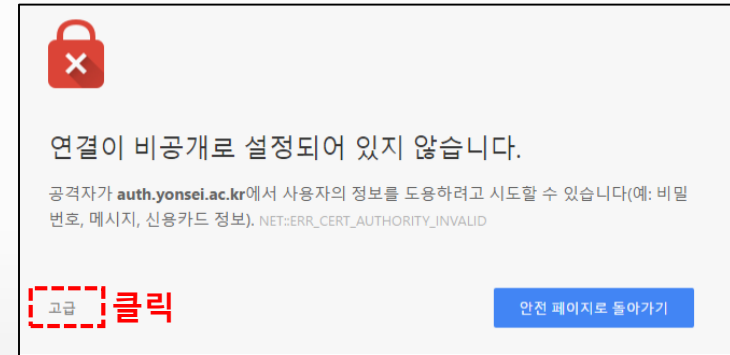 연결이 비공개로 설정되어 있지 않습니다.
공격자가 auth.yonsei.ac.kr에서 사용자의 정보를 도용하려고 시도할 수 있습니다(예: 비밀
번호, 메시지, 신용카드 정보). NET::ERR_CERT_AUTHORITY_INVALID
고급 클릭 안전 페이지로 돌아가기